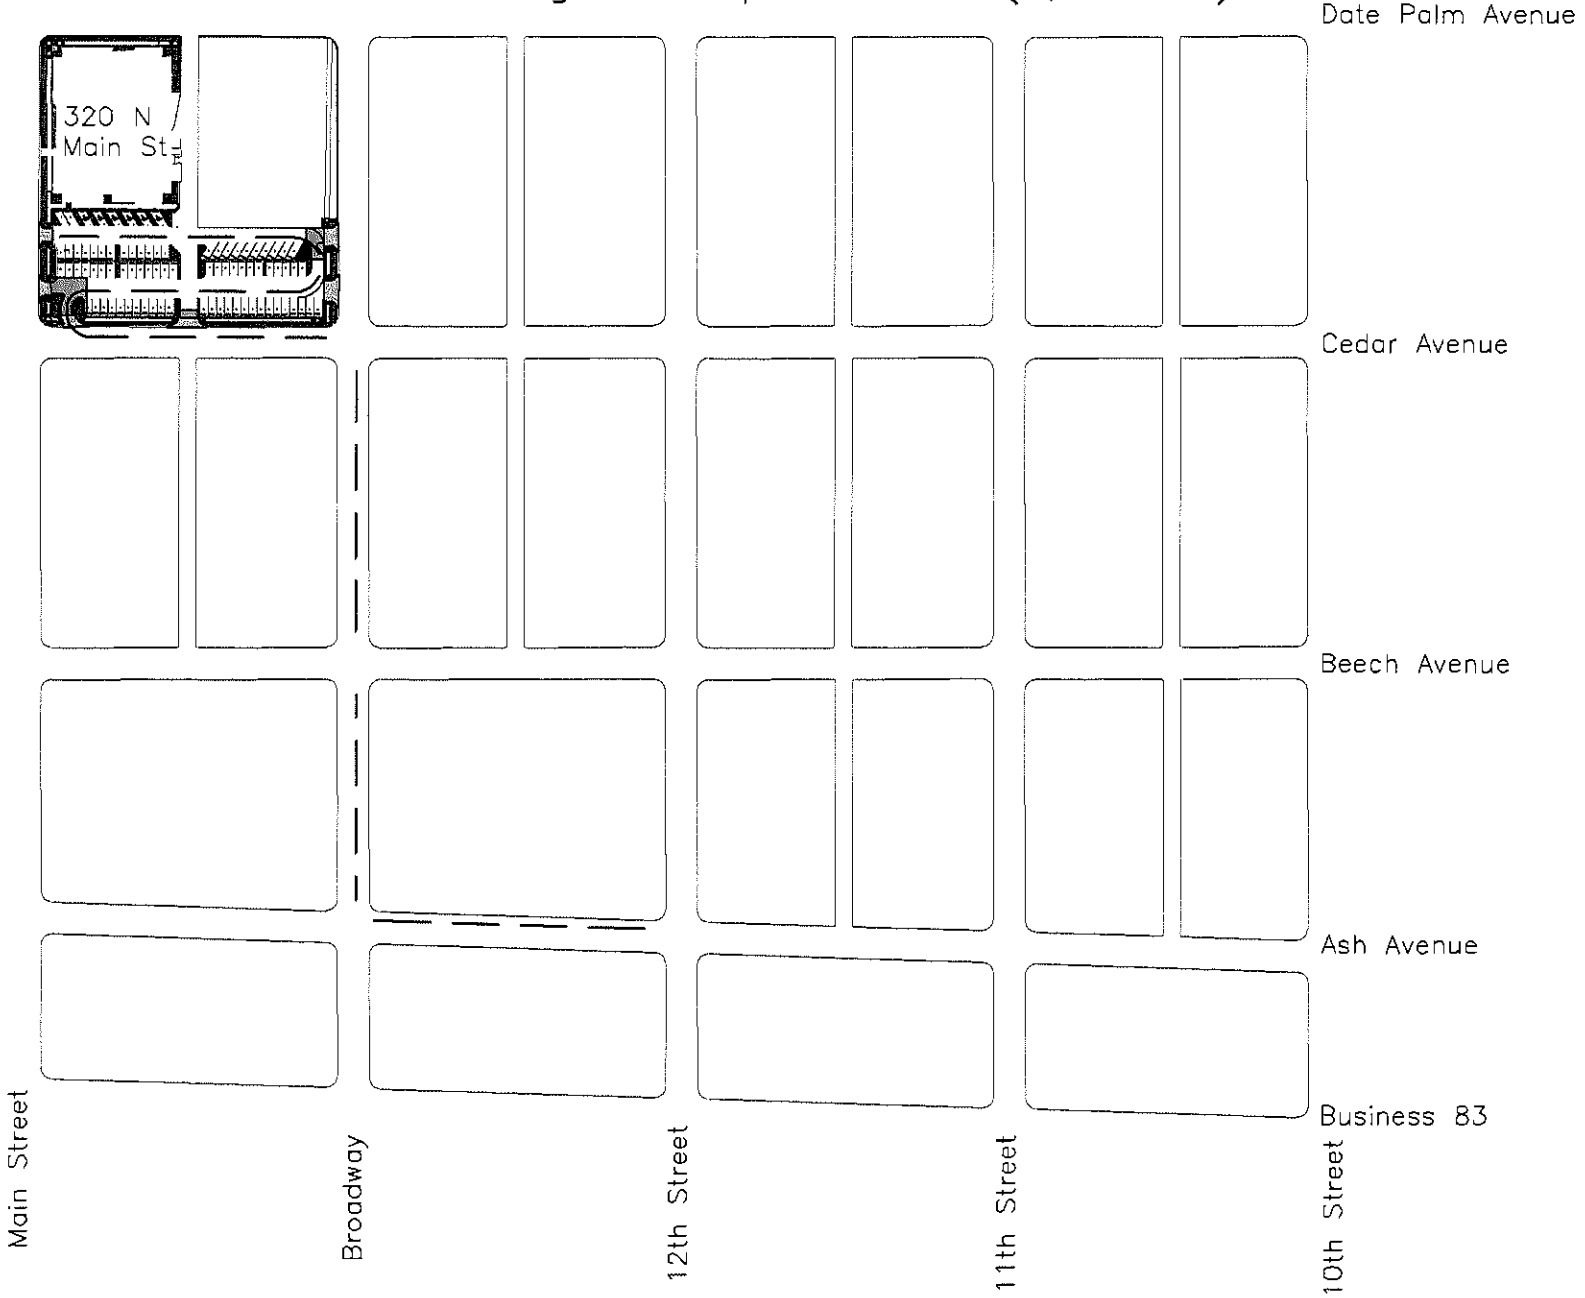 Date Palm Avenue
320 N
Main St
Cedar Avenue
Beech Avenue
Ash Avenue
Business 83
Main Street
Broadway
12th Street
11th Street
10th Street